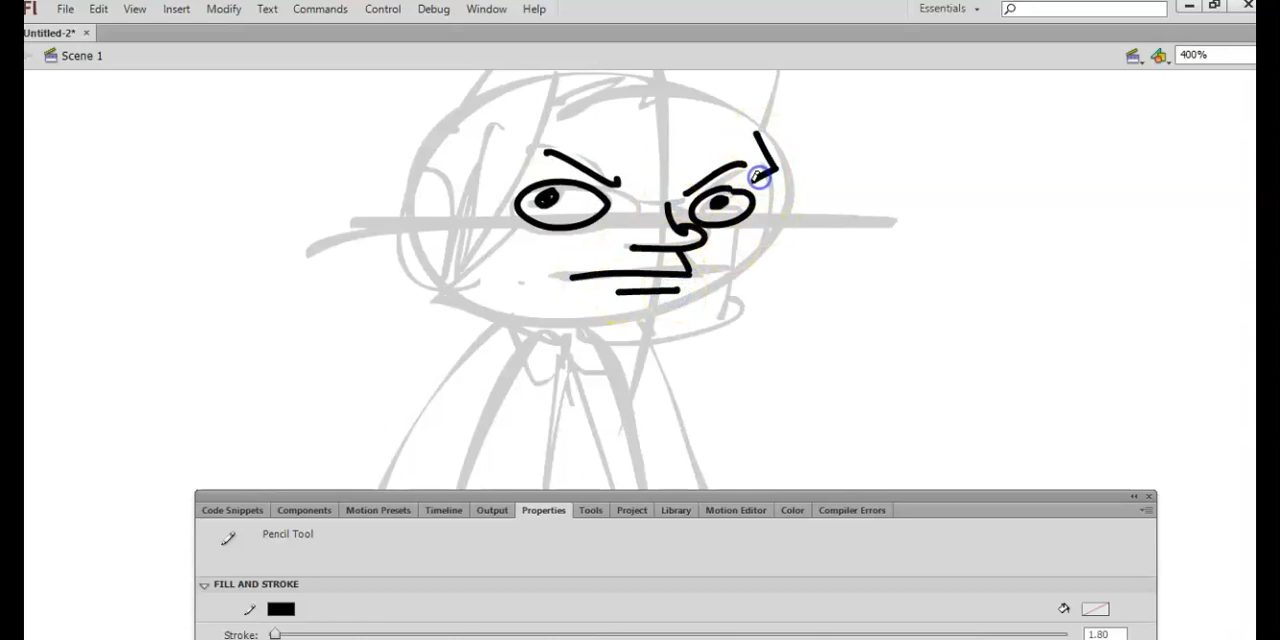 Fl File Edit View Insert Modify Text Commands Control Debug Window Help Essentials
Untitled-2* ×
Scene 1 400%
Code Snippets Components Motion Presets Timeline Output Properties Tools Project Library Motion Editor Color Compiler Errors
Pencil Tool
FILL AND STROKE
Stroke: 1.80